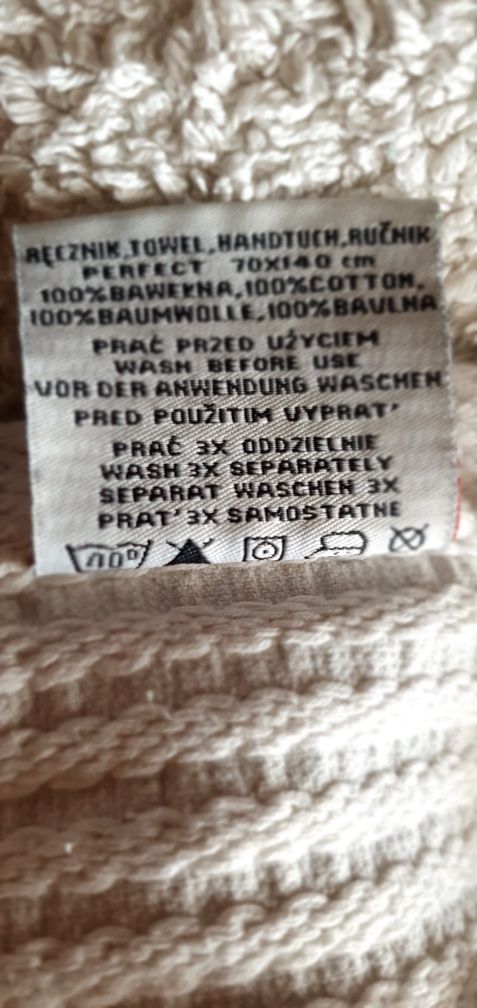 RĘCZNIK,TOWEL,HANDTUCH,RUČNIK
PERFECT 70X140 cm
100%BAWEŁNA,100%COTTON,
100%BAUMWOLLE,100%BAVLNA
PRAĆ PRZED UŻYCIEM
WASH BEFORE USE
VOR DER ANWENDUNG WASCHEN
PRED POUŽITIM VYPRAT'
PRAĆ 3X ODDZIELNIE
WASH 3X SEPARATELY
SEPARAT WASCHEN 3X
PRAT'3X SAMOSTATNE
40°